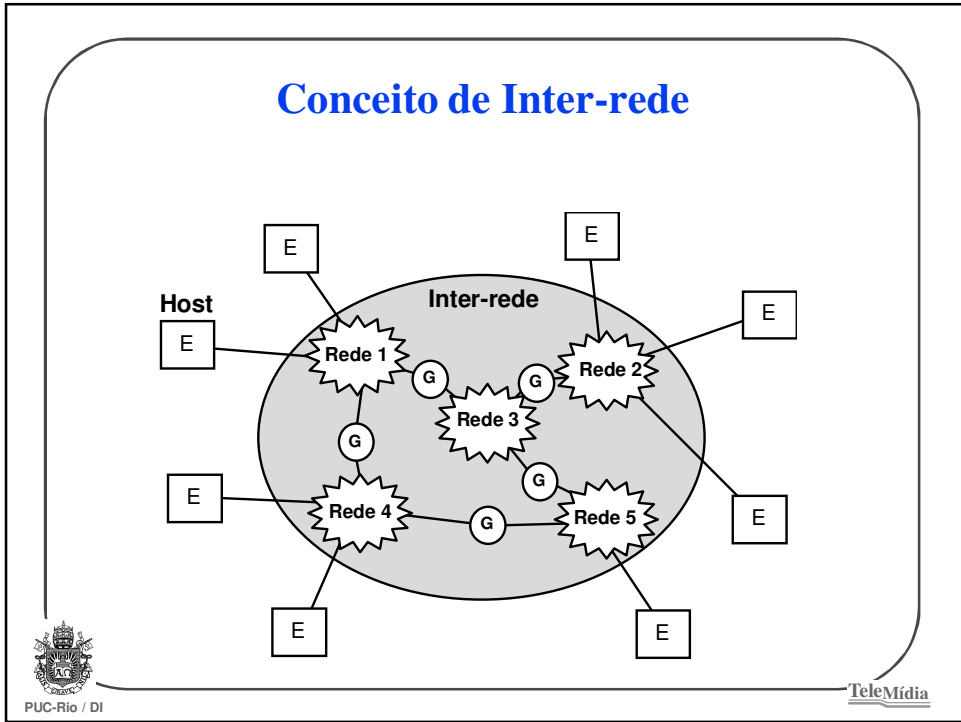 Conceito de Inter-rede
E
E
Host
Inter-rede
E
E
Rede 1
Rede 2
G
G
Rede 3
G
G
E
Rede 4
Rede 5
G
E
E
E
PUC-Rio / DI
TeleMídia